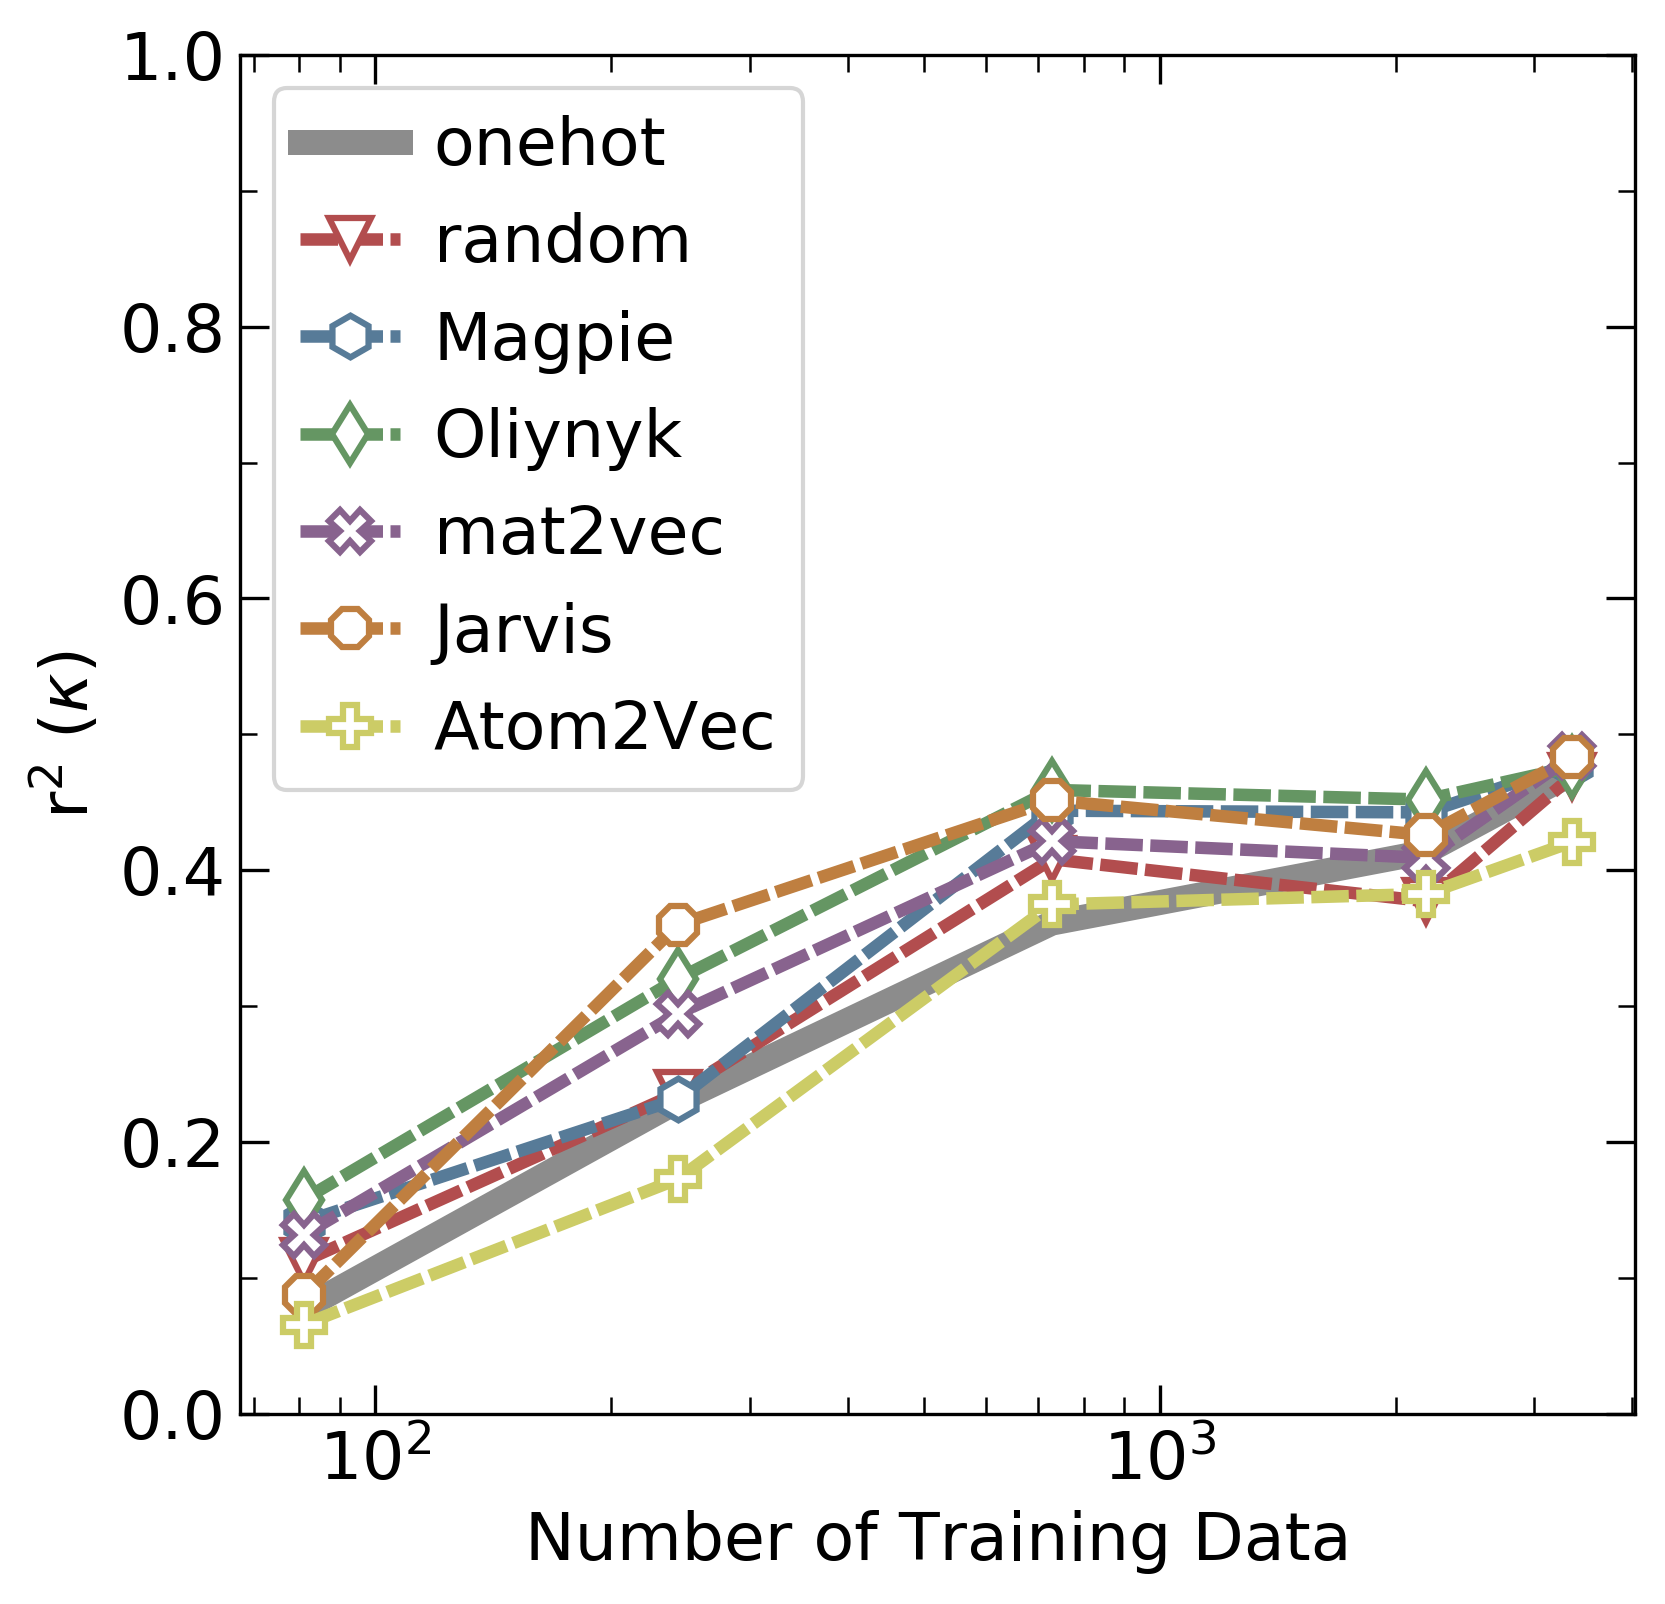 1.0
0.8
0.6
0.4
0.2
0.0
r² (κ)
onehot
random
Magpie
Oliynyk
mat2vec
Jarvis
Atom2Vec
10² 10³
Number of Training Data